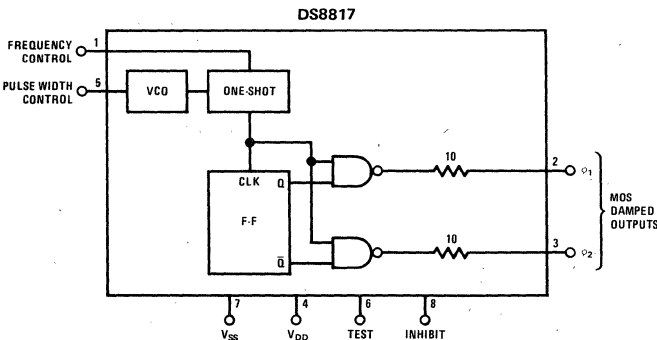 DS8817
FREQUENCY
CONTROL
1
PULSE WIDTH
CONTROL
5
VCO
ONE-SHOT
CLK
Q
F-F
Q̅
10
2
φ1
10
3
φ2
MOS
DAMPED
OUTPUTS
7
4
6
8
VSS
VDD
TEST
INHIBIT